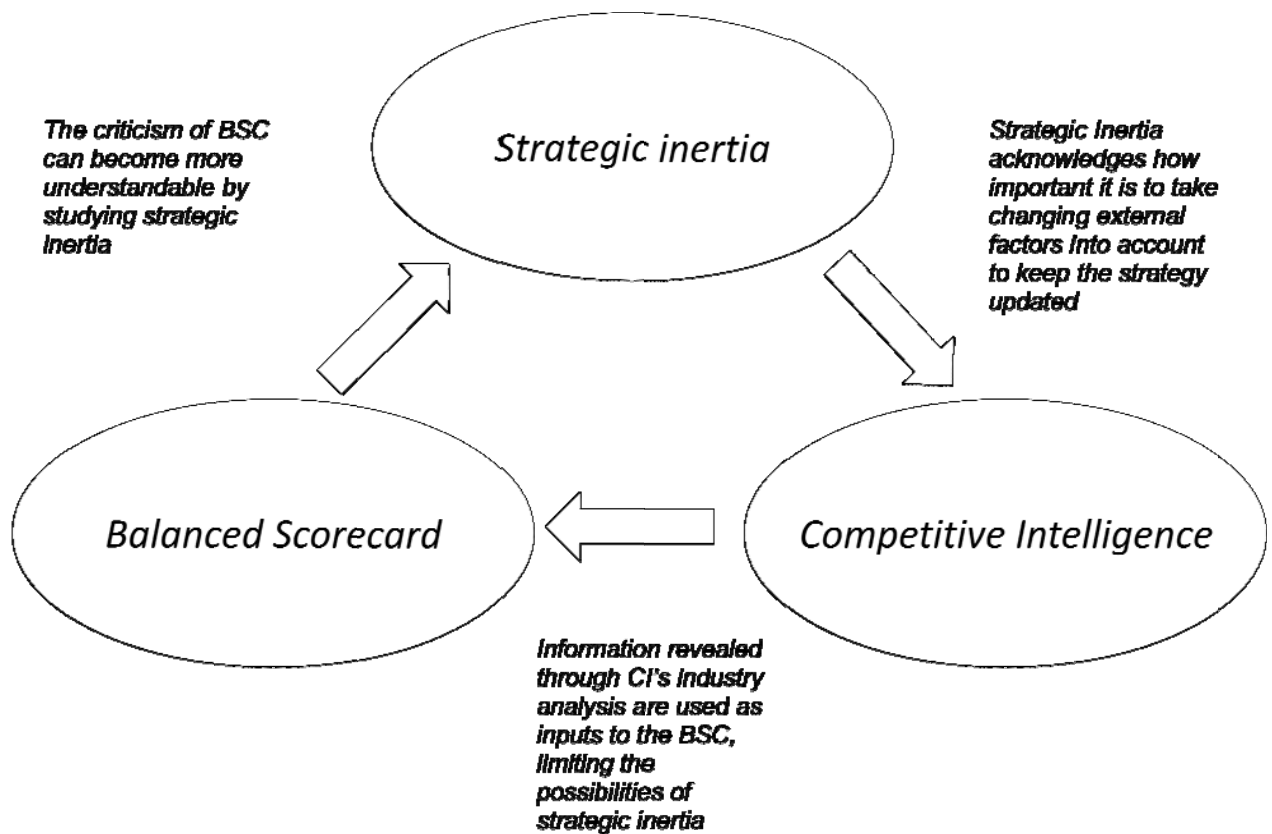 Strategic inertia
The criticism of BSC
can become more
understandable by
studying strategic
inertia
Strategic Inertia
acknowledges how
important it is to take
changing external
factors into account
to keep the strategy
updated
Balanced Scorecard
Competitive Intelligence
Information revealed
through CI's industry
analysis are used as
inputs to the BSC,
limiting the
possibilities of
strategic inertia